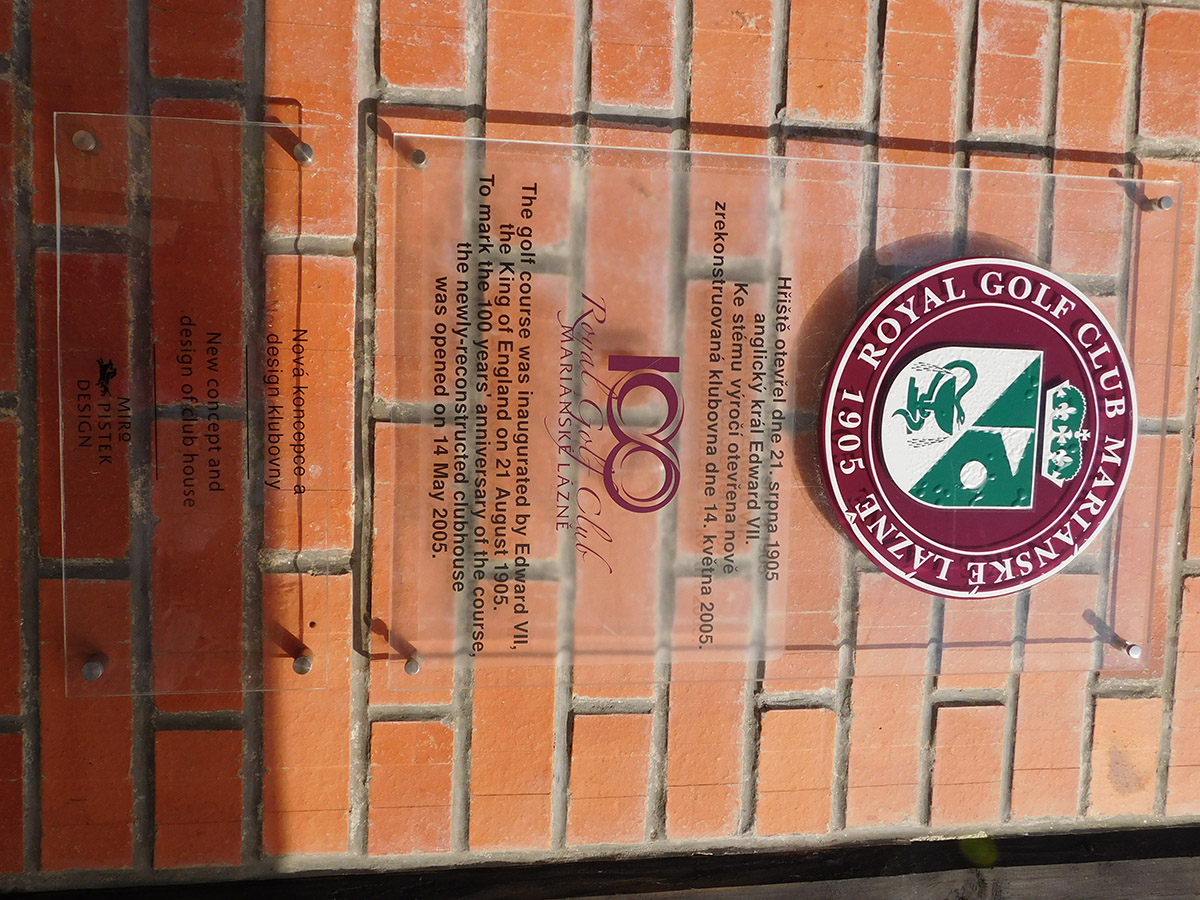 ROYAL GOLF CLUB MARIÁNSKÉ LÁZNĚ
1905
Hřiště otevřel dne 21. srpna 1905
anglický král Edward VII.
Ke stému výročí otevřena nově
zrekonstruovaná klubovna dne 14. května 2005.
100
Royal Golf Club
MARIÁNSKÉ LÁZNĚ
The golf course was inaugurated by Edward VII,
the King of England on 21 August 1905.
To mark the 100 years' anniversary of the course,
the newly-reconstructed clubhouse
was opened on 14 May 2005.
Nová koncepce a
design klubovny
New concept and
design of club house
MIRO
PISTEK
DESIGN